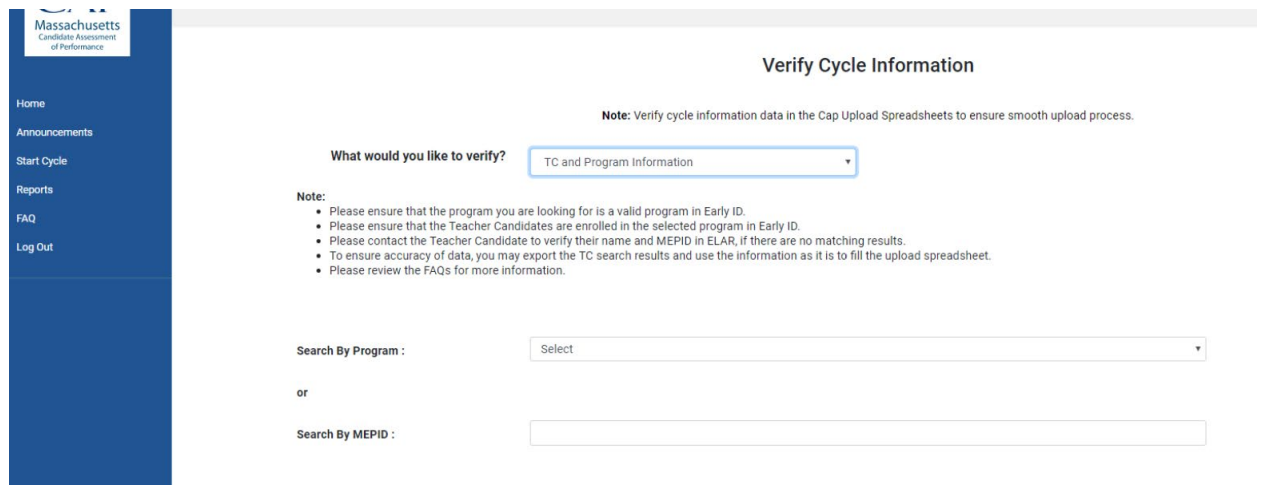 Massachusetts
Candidate Assessment
of Performance
Home
Announcements
Start Cycle
Reports
FAQ
Log Out
Verify Cycle Information
Note: Verify cycle information data in the Cap Upload Spreadsheets to ensure smooth upload process.
What would you like to verify? TC and Program Information
Note:
• Please ensure that the program you are looking for is a valid program in Early ID.
• Please ensure that the Teacher Candidates are enrolled in the selected program in Early ID.
• Please contact the Teacher Candidate to verify their name and MEPID in ELAR, if there are no matching results.
• To ensure accuracy of data, you may export the TC search results and use the information as it is to fill the upload spreadsheet.
• Please review the FAQs for more information.
Search By Program : Select
or
Search By MEPID :